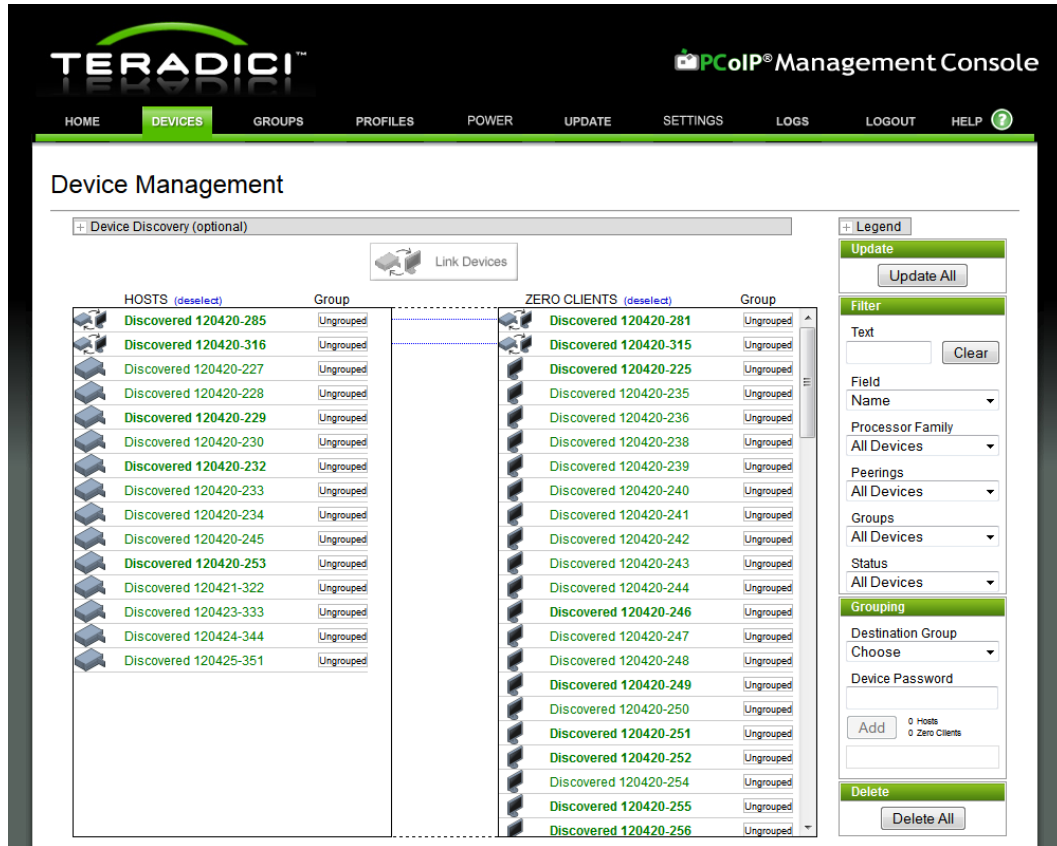 TERADICI™
PCoIP® Management Console
HOME DEVICES GROUPS PROFILES POWER UPDATE SETTINGS LOGS LOGOUT HELP ?
Device Management
+ Device Discovery (optional)
+ Legend
Link Devices
HOSTS (deselect) Group
Discovered 120420-285 Ungrouped
Discovered 120420-316 Ungrouped
Discovered 120420-227 Ungrouped
Discovered 120420-228 Ungrouped
Discovered 120420-229 Ungrouped
Discovered 120420-230 Ungrouped
Discovered 120420-232 Ungrouped
Discovered 120420-233 Ungrouped
Discovered 120420-234 Ungrouped
Discovered 120420-245 Ungrouped
Discovered 120420-253 Ungrouped
Discovered 120421-322 Ungrouped
Discovered 120423-333 Ungrouped
Discovered 120424-344 Ungrouped
Discovered 120425-351 Ungrouped
ZERO CLIENTS (deselect) Group
Discovered 120420-281 Ungrouped
Discovered 120420-315 Ungrouped
Discovered 120420-225 Ungrouped
Discovered 120420-235 Ungrouped
Discovered 120420-236 Ungrouped
Discovered 120420-238 Ungrouped
Discovered 120420-239 Ungrouped
Discovered 120420-240 Ungrouped
Discovered 120420-241 Ungrouped
Discovered 120420-242 Ungrouped
Discovered 120420-243 Ungrouped
Discovered 120420-244 Ungrouped
Discovered 120420-246 Ungrouped
Discovered 120420-247 Ungrouped
Discovered 120420-248 Ungrouped
Discovered 120420-249 Ungrouped
Discovered 120420-250 Ungrouped
Discovered 120420-251 Ungrouped
Discovered 120420-252 Ungrouped
Discovered 120420-254 Ungrouped
Discovered 120420-255 Ungrouped
Discovered 120420-256 Ungrouped
Update
Update All
Filter
Text
Clear
Field
Name
Processor Family
All Devices
Peerings
All Devices
Groups
All Devices
Status
All Devices
Grouping
Destination Group
Choose
Device Password
Add
0 Hosts
0 Zero Clients
Delete
Delete All